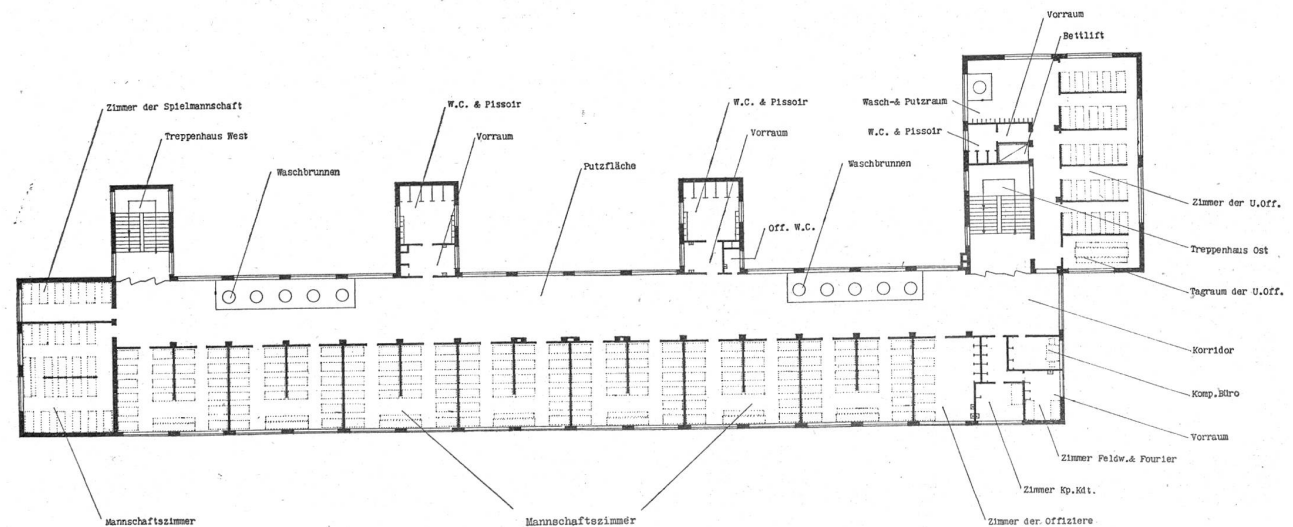 Vorraum
Bettlift
Zimmer der Spielmannschaft
W.C. & Pissoir
W.C. & Pissoir
Wasch-& Putzraum
Treppenhaus West
Vorraum
Vorraum
W.C. & Pissoir
Waschbrunnen
Putzfläche
Waschbrunnen
Zimmer der U.Off.
Off. W.C.
Treppenhaus Ost
Tagraum der U.Off.
Korridor
Komp.Büro
Vorraum
Zimmer Feldw.& Fourier
Zimmer Kp.Kdt.
Mannschaftszimmer
Mannschaftszimmer
Zimmer der Offiziere